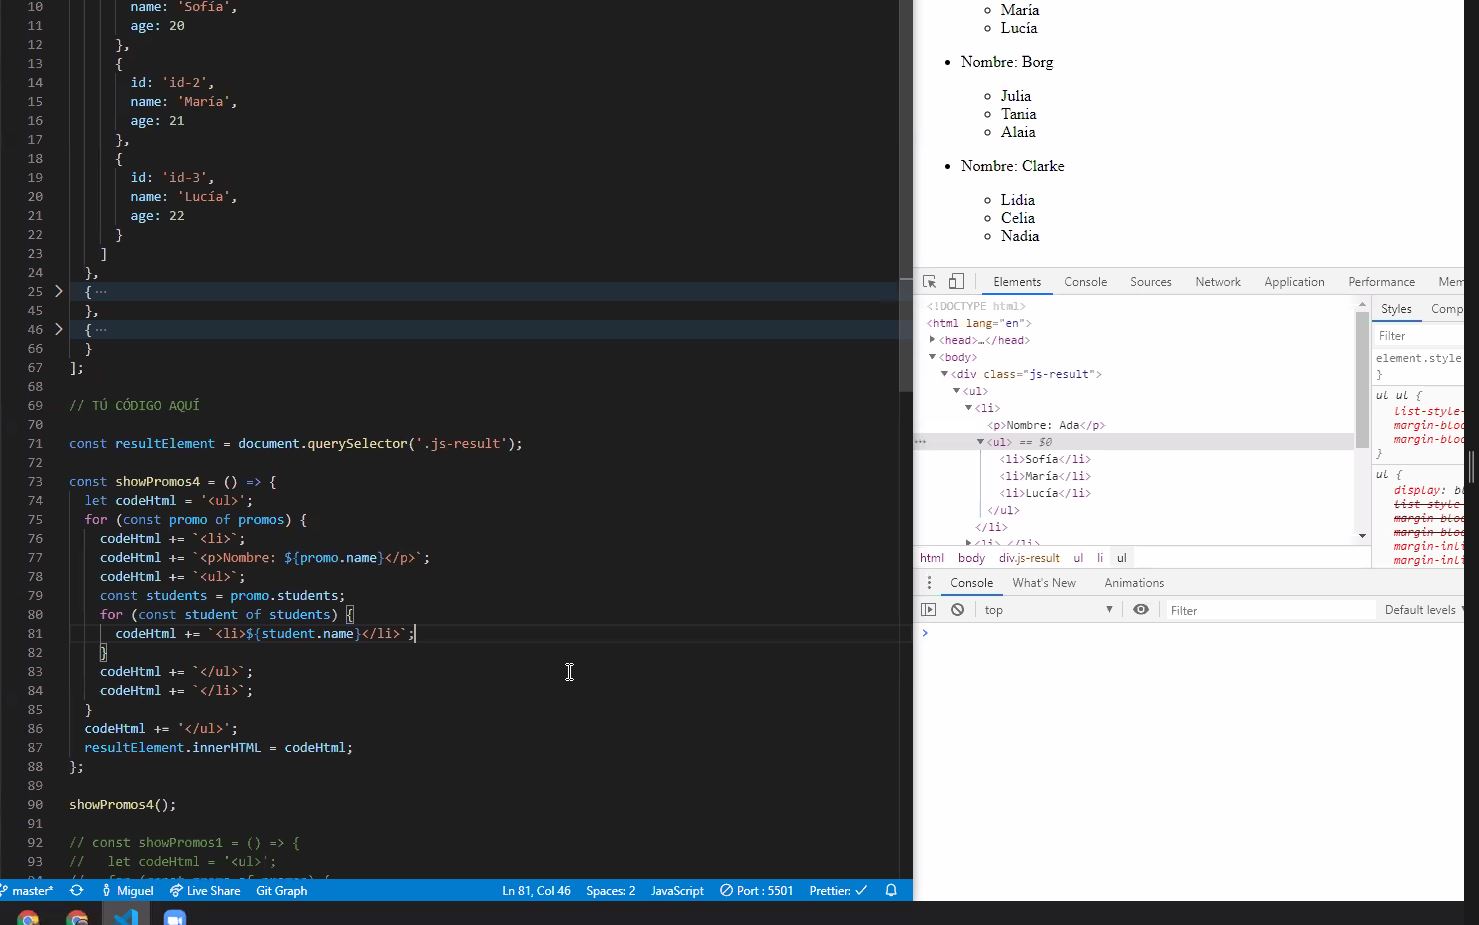 10 name: 'Sofía',
11 age: 20
12 },
13 {
14 id: 'id-2',
15 name: 'María',
16 age: 21
17 },
18 {
19 id: 'id-3',
20 name: 'Lucía',
21 age: 22
22 }
23 ]
24 },
25 { ···
45 },
46 { ···
66 }
67 ];
68
69 // TÚ CÓDIGO AQUÍ
70
71 const resultElement = document.querySelector('.js-result');
72
73 const showPromos4 = () => {
74 let codeHtml = '<ul>';
75 for (const promo of promos) {
76 codeHtml += `<li>`;
77 codeHtml += `<p>Nombre: ${promo.name}</p>`;
78 codeHtml += `<ul>`;
79 const students = promo.students;
80 for (const student of students) {
81 codeHtml += `<li>${student.name}</li>`;
82 }
83 codeHtml += `</ul>`;
84 codeHtml += `</li>`;
85 }
86 codeHtml += '</ul>';
87 resultElement.innerHTML = codeHtml;
88 };
89
90 showPromos4();
91
92 // const showPromos1 = () => {
93 // let codeHtml = '<ul>';
master* Miguel Live Share Git Graph Ln 81, Col 46 Spaces: 2 JavaScript Port : 5501 Prettier: ✓
María
Lucía
Nombre: Borg
Julia
Tania
Alaia
Nombre: Clarke
Lidia
Celia
Nadia
Elements Console Sources Network Application Performance Mem
<!DOCTYPE html>
<html lang="en">
<head>…</head>
<body>
<div class="js-result">
<ul>
<li>
<p>Nombre: Ada</p>
<ul> == $0
<li>Sofía</li>
<li>María</li>
<li>Lucía</li>
</ul>
</li>
<li>…</li>
html body div.js-result ul li ul
Styles Comp
Filter
element.style
}
ul ul {
list-style-
margin-bloc
margin-bloc
}
ul {
display: bl
list-style
margin-bloc
margin-bloc
margin-inli
margin-inli
Console What's New Animations
top Filter Default levels